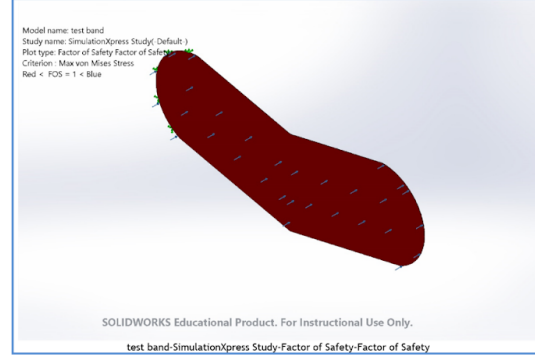 Model name: test band
Study name: SimulationXpress Study(-Default-)
Plot type: Factor of Safety Factor of Safety
Criterion : Max von Mises Stress
Red < FOS = 1 < Blue
SOLIDWORKS Educational Product. For Instructional Use Only.
test band-SimulationXpress Study-Factor of Safety-Factor of Safety